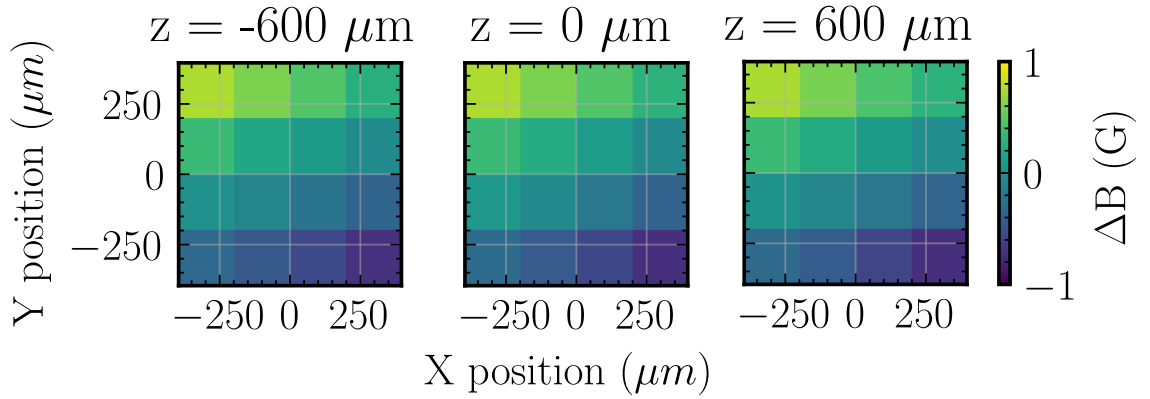 z = -600 μm
z = 0 μm
z = 600 μm
Y position (μm)
250
0
−250
−250 0 250
−250 0 250
−250 0 250
X position (μm)
1
0
−1
ΔB (G)